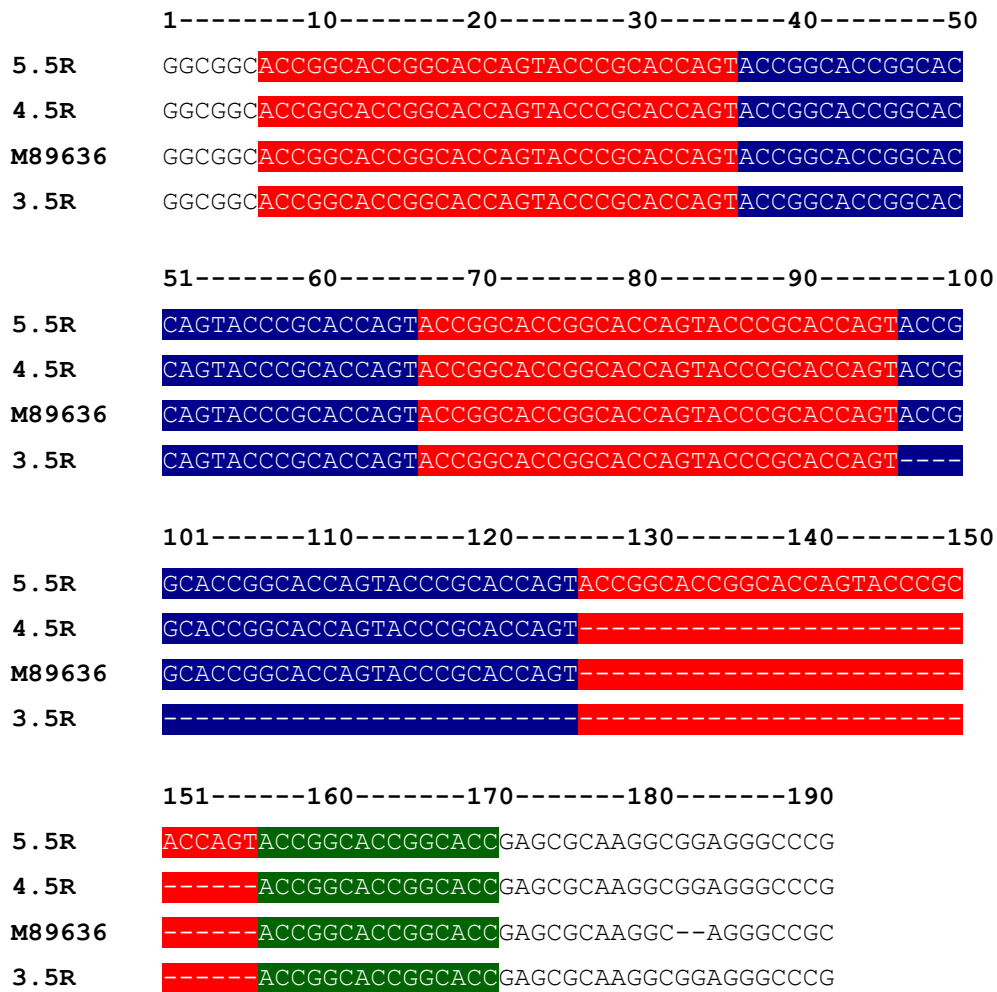 1--------10--------20--------30--------40--------50
5.5R GGCGGCACCGGCACCGGCACCAGTACCCGCACCAGTACCGGCACCGGCAC
4.5R GGCGGCACCGGCACCGGCACCAGTACCCGCACCAGTACCGGCACCGGCAC
M89636 GGCGGCACCGGCACCGGCACCAGTACCCGCACCAGTACCGGCACCGGCAC
3.5R GGCGGCACCGGCACCGGCACCAGTACCCGCACCAGTACCGGCACCGGCAC
51-------60--------70--------80--------90--------100
5.5R CAGTACCCGCACCAGTACCGGCACCGGCACCAGTACCCGCACCAGTACCG
4.5R CAGTACCCGCACCAGTACCGGCACCGGCACCAGTACCCGCACCAGTACCG
M89636 CAGTACCCGCACCAGTACCGGCACCGGCACCAGTACCCGCACCAGTACCG
3.5R CAGTACCCGCACCAGTACCGGCACCGGCACCAGTACCCGCACCAGT----
101------110-------120-------130-------140-------150
5.5R GCACCGGCACCAGTACCCGCACCAGTACCGGCACCGGCACCAGTACCCGC
4.5R GCACCGGCACCAGTACCCGCACCAGT------------------------
M89636 GCACCGGCACCAGTACCCGCACCAGT------------------------
3.5R --------------------------------------------------
151------160-------170-------180-------190
5.5R ACCAGTACCGGCACCGGCACCGAGCGCAAGGCGGAGGGCCCG
4.5R ------ACCGGCACCGGCACCGAGCGCAAGGCGGAGGGCCCG
M89636 ------ACCGGCACCGGCACCGAGCGCAAGGC--AGGGCCGC
3.5R ------ACCGGCACCGGCACCGAGCGCAAGGCGGAGGGCCCG